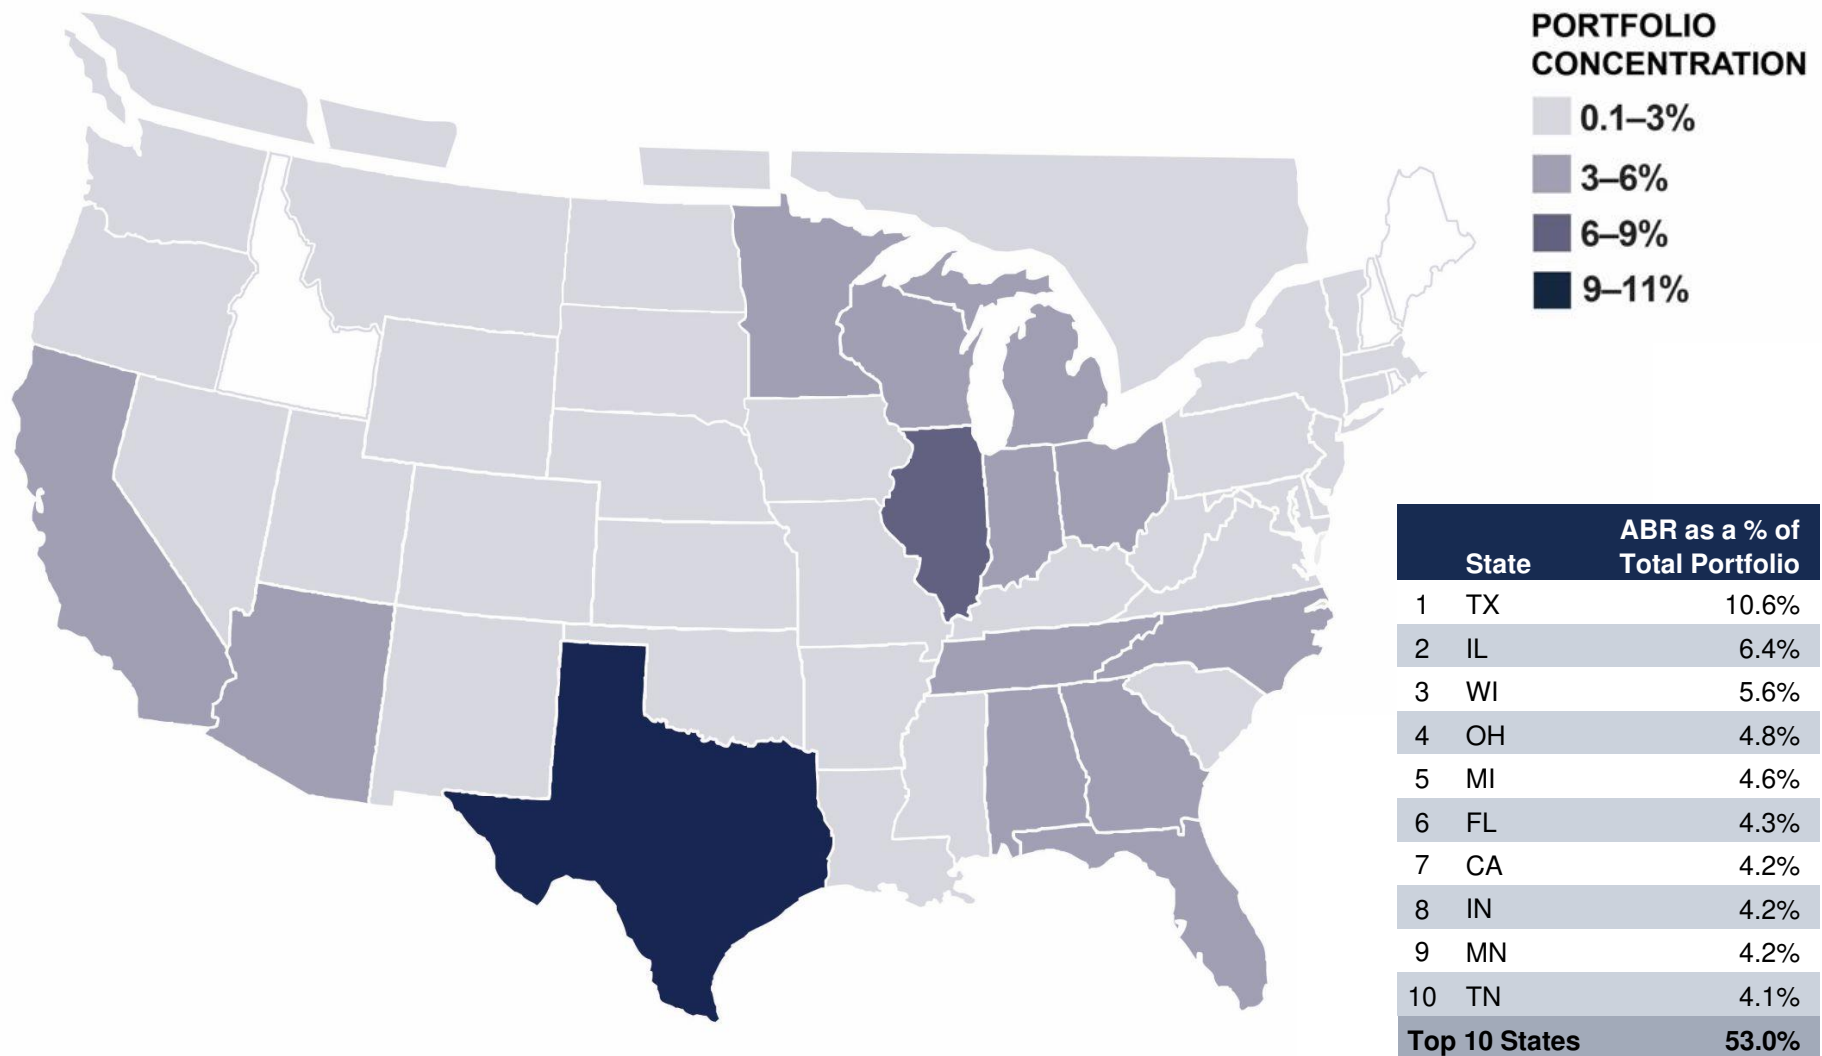 PORTFOLIO
CONCENTRATION
0.1–3%
3–6%
6–9%
9–11%
ABR as a % of
State Total Portfolio
1 TX 10.6%
2 IL 6.4%
3 WI 5.6%
4 OH 4.8%
5 MI 4.6%
6 FL 4.3%
7 CA 4.2%
8 IN 4.2%
9 MN 4.2%
10 TN 4.1%
Top 10 States 53.0%